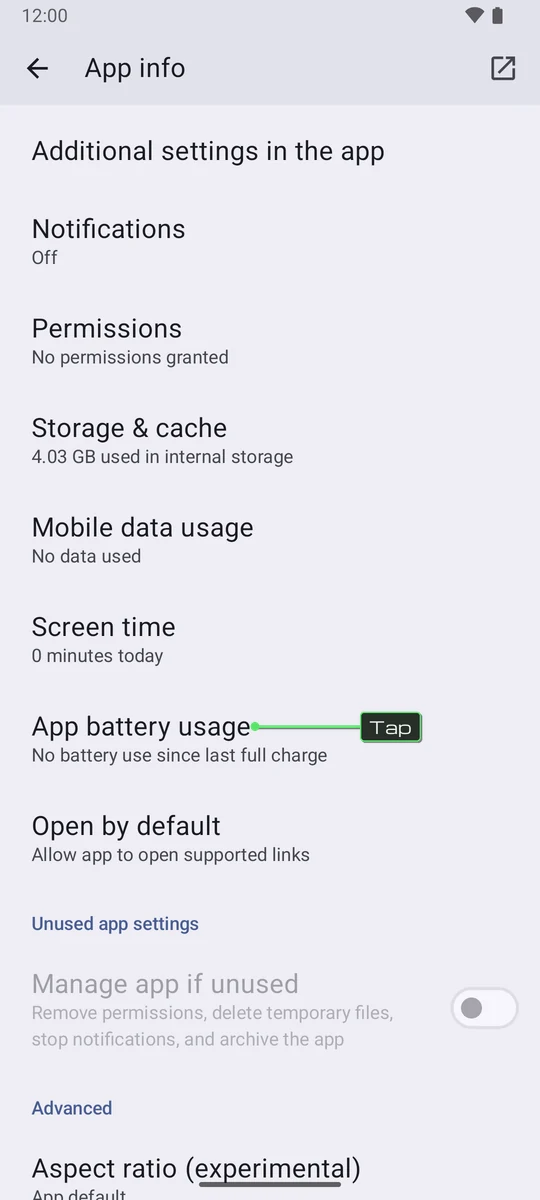 12:00
App info
Additional settings in the app
Notifications
Off
Permissions
No permissions granted
Storage & cache
4.03 GB used in internal storage
Mobile data usage
No data used
Screen time
0 minutes today
App battery usage
Tap
No battery use since last full charge
Open by default
Allow app to open supported links
Unused app settings
Manage app if unused
Remove permissions, delete temporary files,
stop notifications, and archive the app
Advanced
Aspect ratio (experimental)
App default